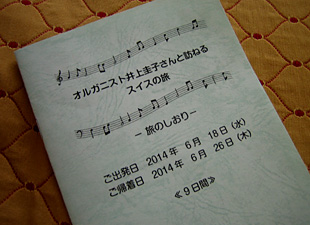 オルガニスト井上圭子さんと訪ねる
スイスの旅
－ 旅のしおり－
ご出発日 2014年 6月 18日(水)
ご帰着日 2014年 6月 26日(木)
≪9日間≫